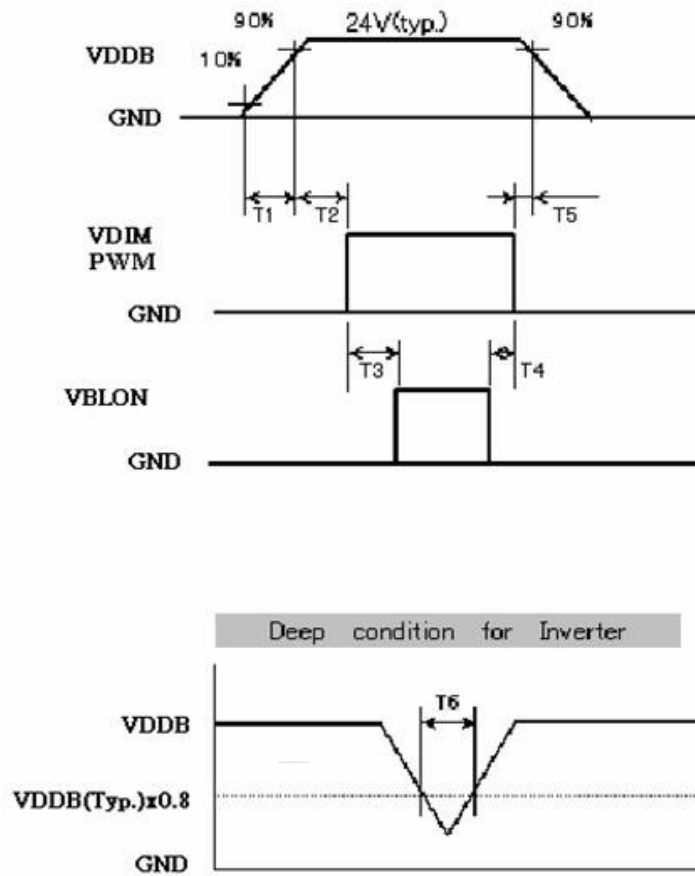 90% 24V(typ.) 90%
VDDB
10%
GND
T1 T2 T5
VDIM
PWM
GND
T3 T4
VBLON
GND
Deep condition for Inverter
T6
VDDB
VDDB(Typ.)x0.8
GND